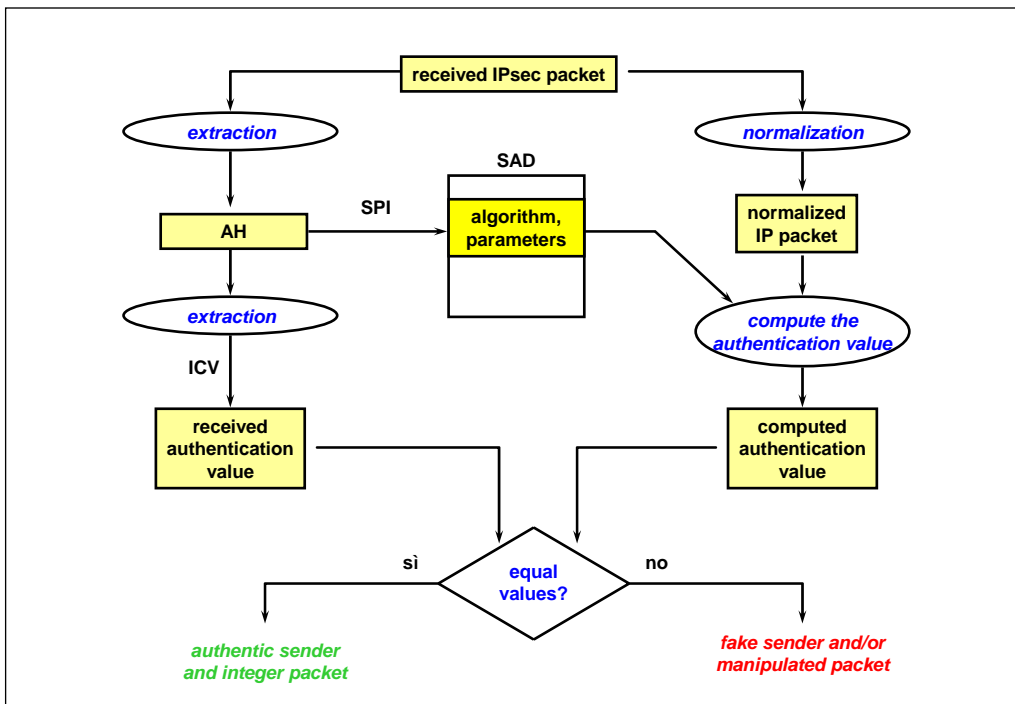 received IPsec packet
extraction
normalization
SAD
SPI
AH
algorithm,
parameters
normalized
IP packet
extraction
compute the
authentication value
ICV
received
authentication
value
computed
authentication
value
sì
equal
values?
no
authentic sender
and integer packet
fake sender and/or
manipulated packet